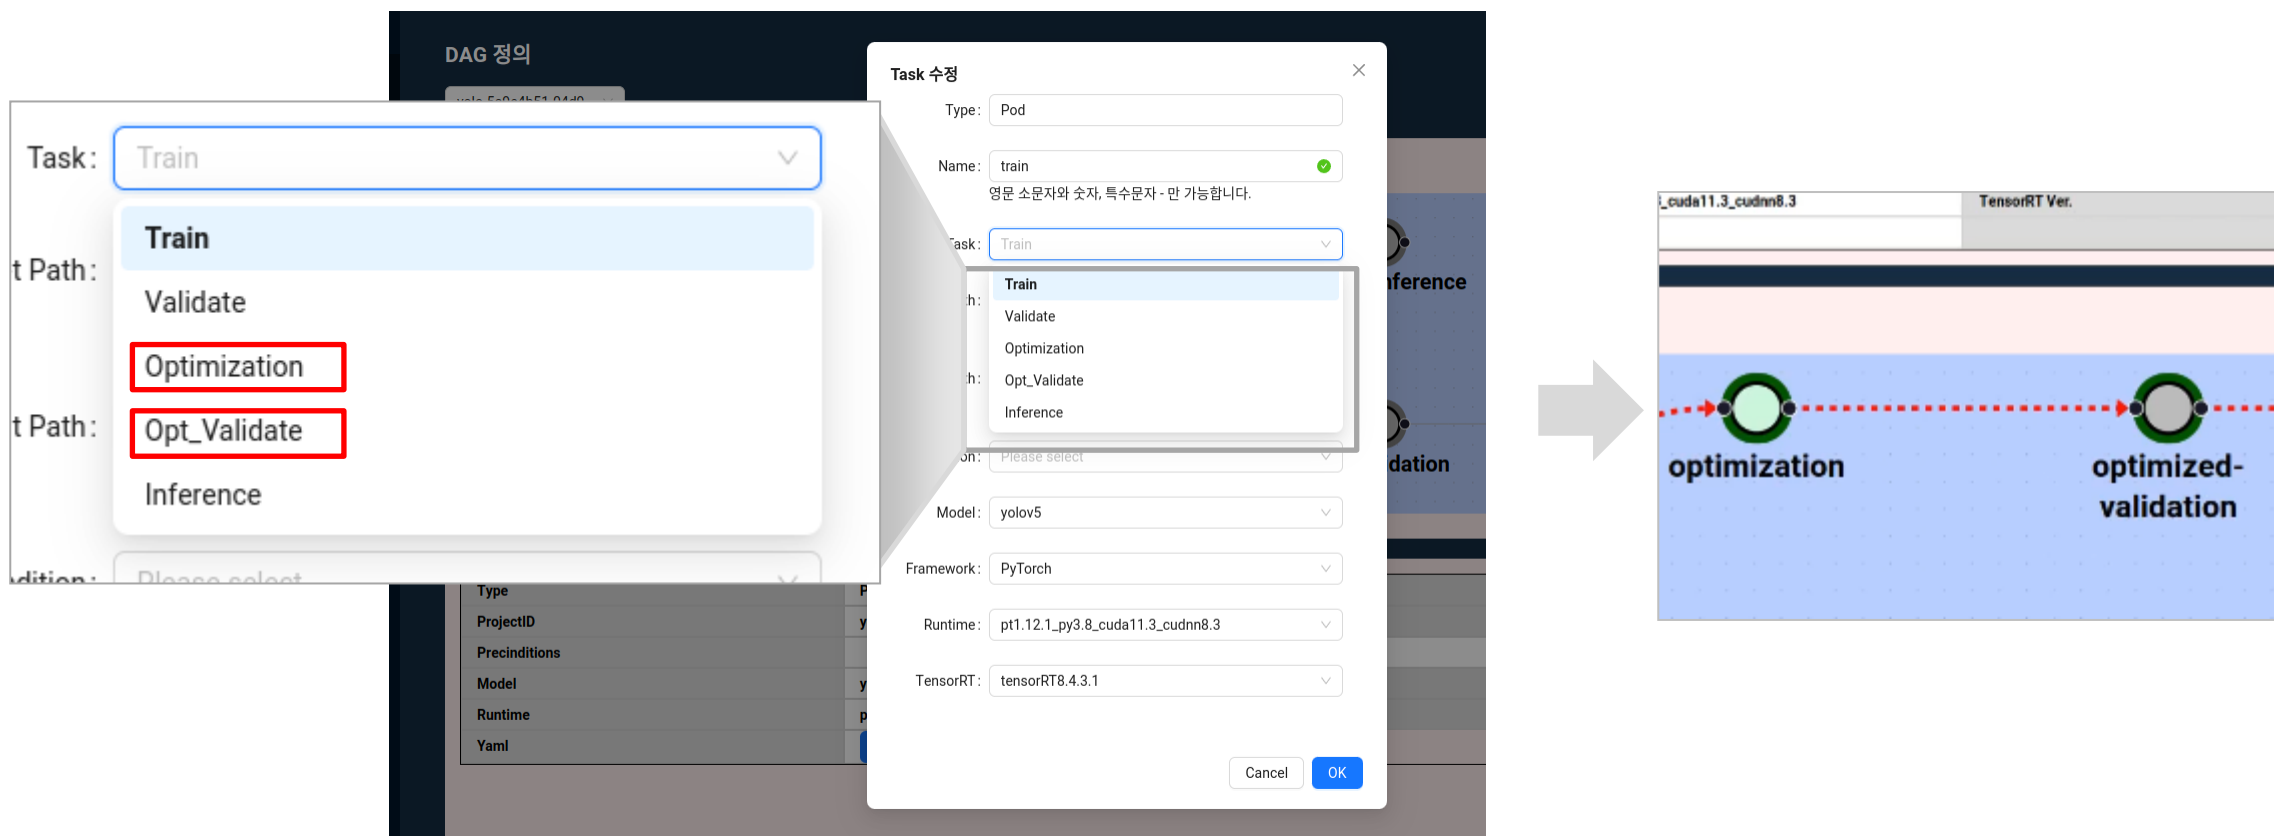 DAG 정의
Task :
Train
Train
Validate
Optimization
Opt_Validate
Inference
t Path :
t Path :
Please select
Task 수정
Type :
Pod
Name :
train
영문 소문자와 숫자, 특수문자 - 만 가능합니다.
Task :
Train
Train
Validate
Optimization
Opt_Validate
Inference
Please select
Model :
yolov5
Framework :
PyTorch
Runtime :
pt1.12.1_py3.8_cuda11.3_cudnn8.3
TensorRT :
tensorRT8.4.3.1
Cancel
OK
Type
ProjectID
Precinditions
Model
Runtime
Yaml
nference
dation
_cuda11.3_cudnn8.3
TensorRT Ver.
optimization
optimized-
validation